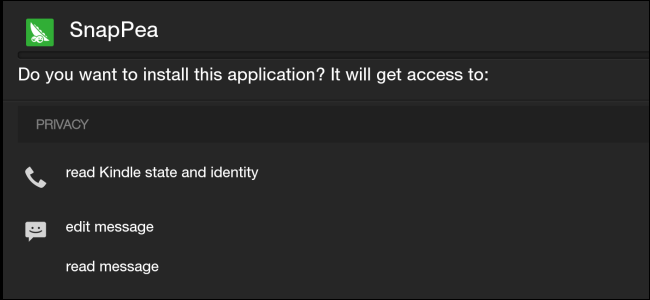 SnapPea
Do you want to install this application? It will get access to:
PRIVACY
read Kindle state and identity
edit message
read message